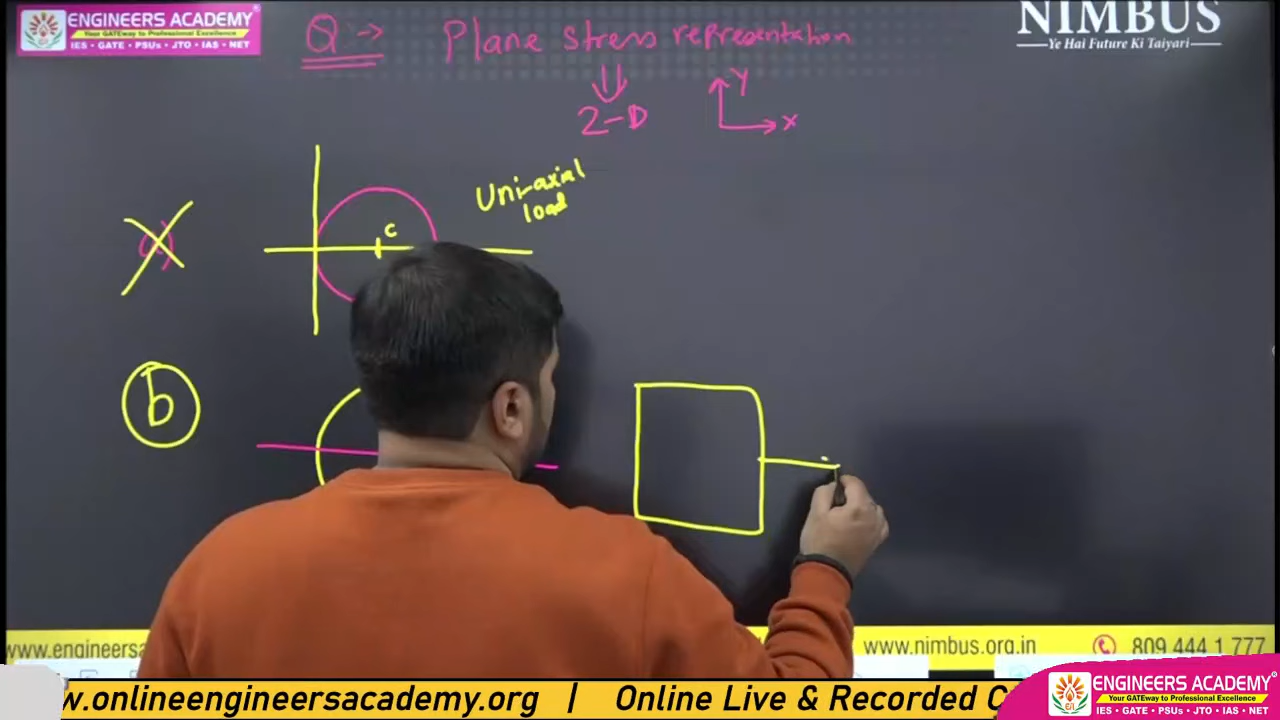 ENGINEERS ACADEMY
Your GATEway to Professional Excellence
IES • GATE • PSUs • JTO • IAS • NET
NIMBUS
Ye Hai Future Ki Taiyari
Q :→ Plane stress representation
2-D
Y
x
Uni-axial
load
a)
c
b
www.engineersa
www.nimbus.org.in
809 444 1 777
w.onlineengineersacademy.org | Online Live & Recorded C
ENGINEERS ACADEMY
Your GATEway to Professional Excellence
IES • GATE • PSUs • JTO • IAS • NET